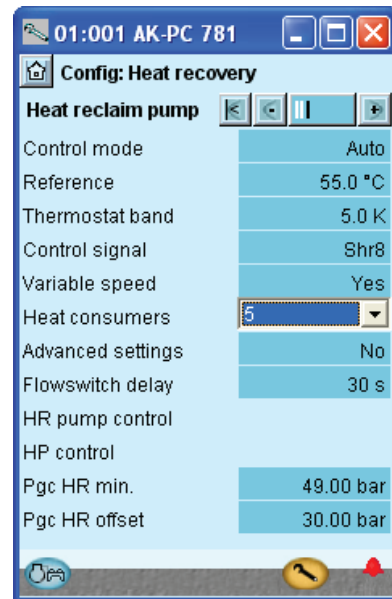 01:001 AK-PC 781
Config: Heat recovery
Heat reclaim pump
Control mode Auto
Reference 55.0 °C
Thermostat band 5.0 K
Control signal Shr8
Variable speed Yes
Heat consumers 5
Advanced settings No
Flowswitch delay 30 s
HR pump control
HP control
Pgc HR min. 49.00 bar
Pgc HR offset 30.00 bar